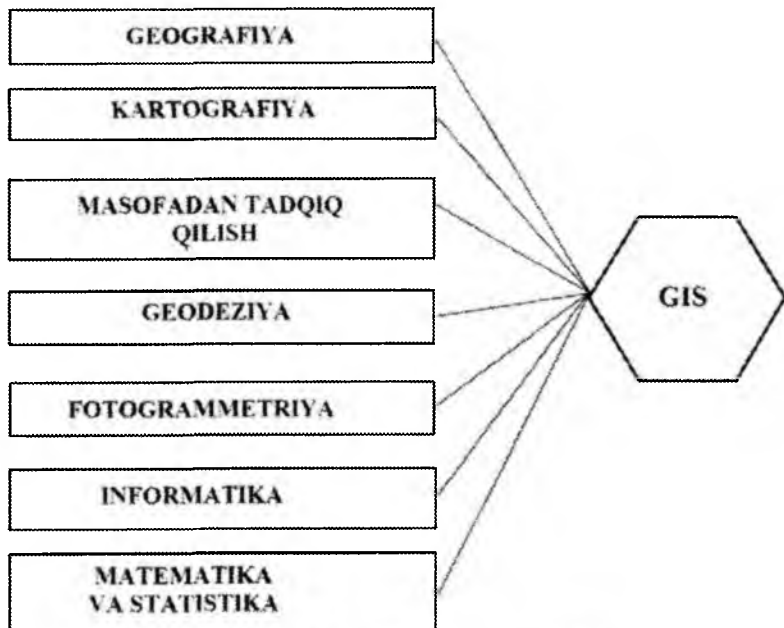 GEOGRAFIYA
KARTOGRAFIYA
MASOFADAN TADQIQ
QILISH
GEODEZIYA
FOTOGRAMMETRIYA
INFORMATIKA
MATEMATIKA
VA STATISTIKA
GIS